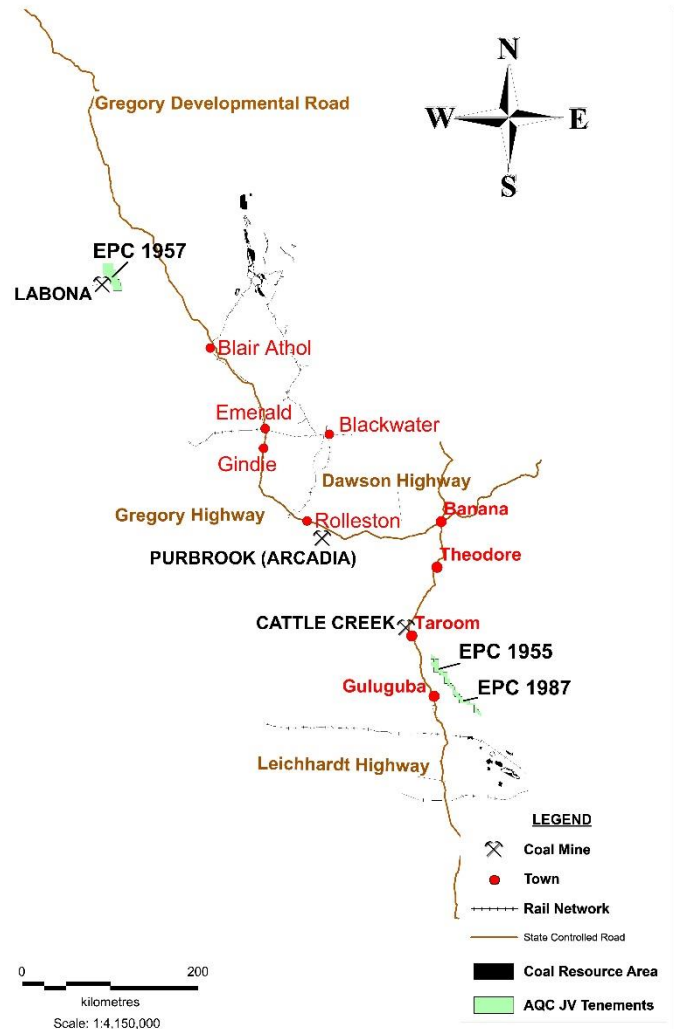 N
Gregory Developmental Road
W E
S
EPC 1957
LABONA
Blair Athol
Emerald
Blackwater
Gindie
Dawson Highway
Gregory Highway
Banana
Rolleston
PURBROOK (ARCADIA)
Theodore
CATTLE CREEK
Taroom
EPC 1955
Guluguba
EPC 1987
Leichhardt Highway
LEGEND
Coal Mine
Town
Rail Network
State Controlled Road
Coal Resource Area
AQC JV Tenements
0 200
kilometres
Scale: 1:4,150,000